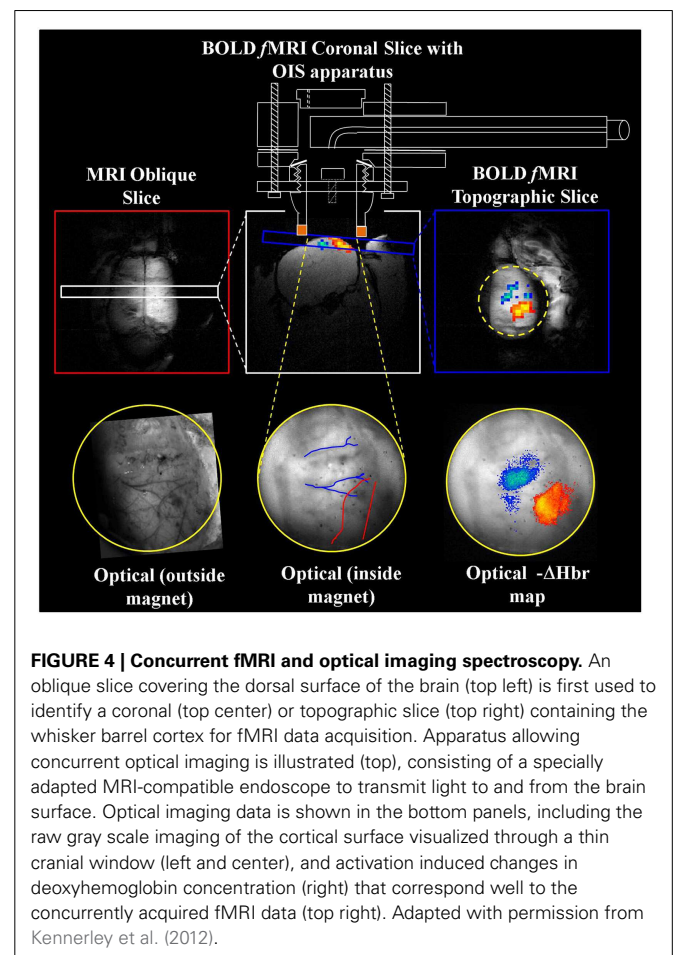 BOLD fMRI Coronal Slice with
OIS apparatus
MRI Oblique
Slice
BOLD fMRI
Topographic Slice
Optical (outside
magnet)
Optical (inside
magnet)
Optical -ΔHbr
map
FIGURE 4 | Concurrent fMRI and optical imaging spectroscopy. An
oblique slice covering the dorsal surface of the brain (top left) is first used to
identify a coronal (top center) or topographic slice (top right) containing the
whisker barrel cortex for fMRI data acquisition. Apparatus allowing
concurrent optical imaging is illustrated (top), consisting of a specially
adapted MRI-compatible endoscope to transmit light to and from the brain
surface. Optical imaging data is shown in the bottom panels, including the
raw gray scale imaging of the cortical surface visualized through a thin
cranial window (left and center), and activation induced changes in
deoxyhemoglobin concentration (right) that correspond well to the
concurrently acquired fMRI data (top right). Adapted with permission from
Kennerley et al. (2012).